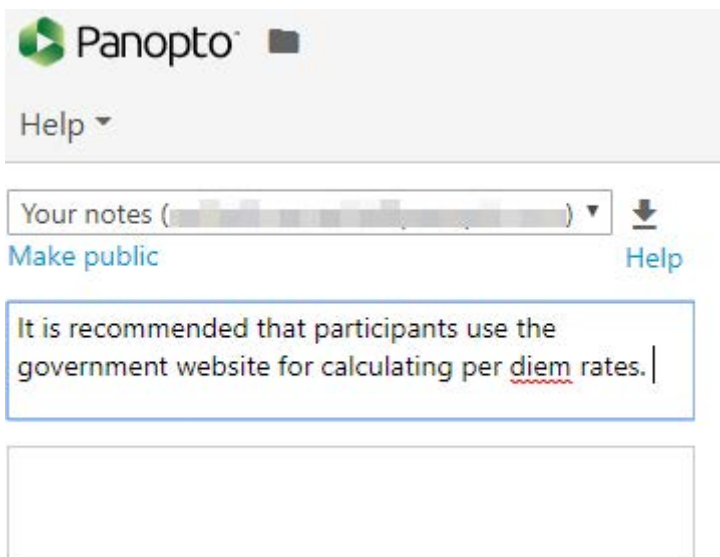 Panopto
Help
Your notes ( )
Make public
Help
It is recommended that participants use the
government website for calculating per diem rates.